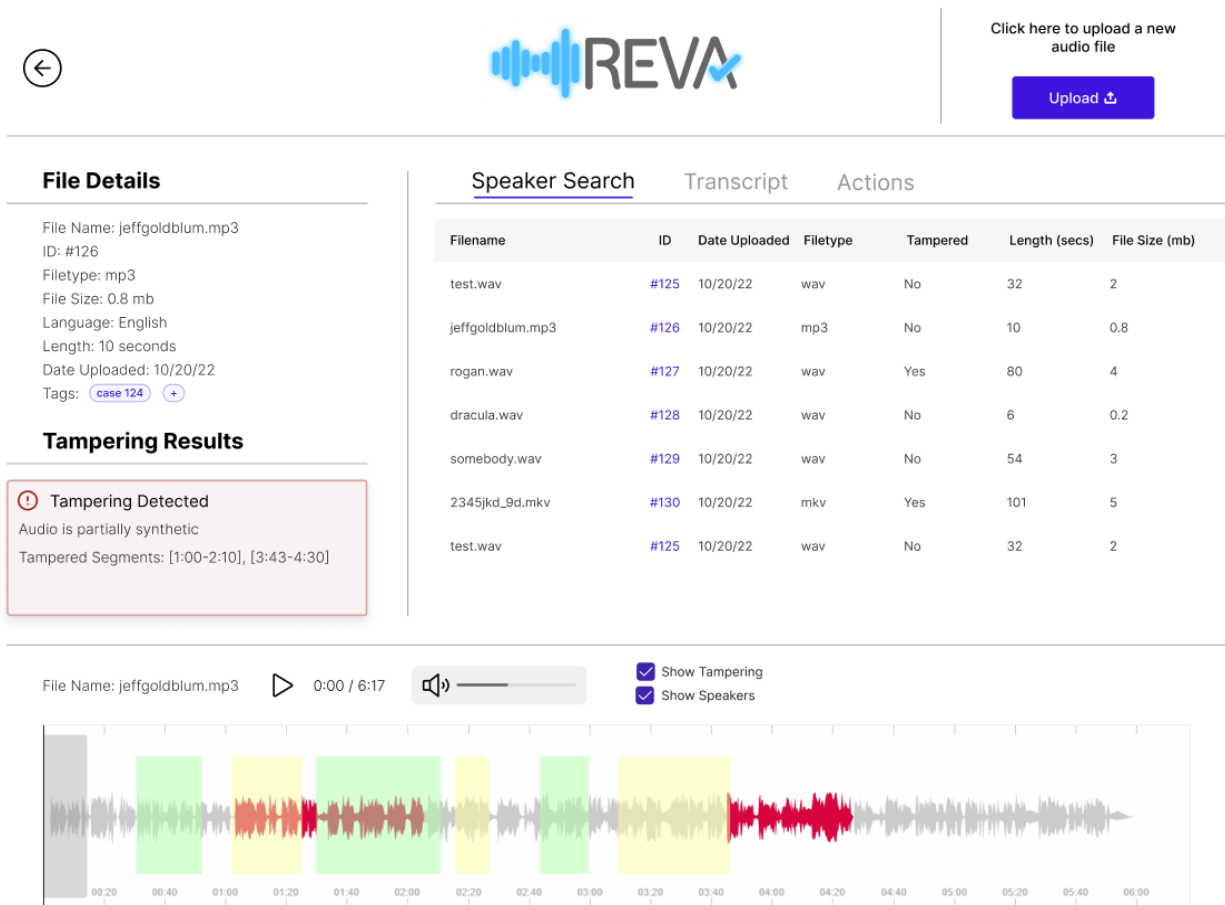 REVA
Click here to upload a new
audio file
Upload
File Details
File Name: jeffgoldblum.mp3
ID: #126
Filetype: mp3
File Size: 0.8 mb
Language: English
Length: 10 seconds
Date Uploaded: 10/20/22
Tags: case 124 +
Tampering Results
Tampering Detected
Audio is partially synthetic
Tampered Segments: [1:00-2:10], [3:43-4:30]
Speaker Search Transcript Actions
Filename ID Date Uploaded Filetype Tampered Length (secs) File Size (mb)
test.wav #125 10/20/22 wav No 32 2
jeffgoldblum.mp3 #126 10/20/22 mp3 No 10 0.8
rogan.wav #127 10/20/22 wav Yes 80 4
dracula.wav #128 10/20/22 wav No 6 0.2
somebody.wav #129 10/20/22 wav No 54 3
2345jkd_9d.mkv #130 10/20/22 mkv Yes 101 5
test.wav #125 10/20/22 wav No 32 2
File Name: jeffgoldblum.mp3 0:00 / 6:17
Show Tampering
Show Speakers
00:20 00:40 01:00 01:20 01:40 02:00 02:20 02:40 03:00 03:20 03:40 04:00 04:20 04:40 05:00 05:20 05:40 06:00